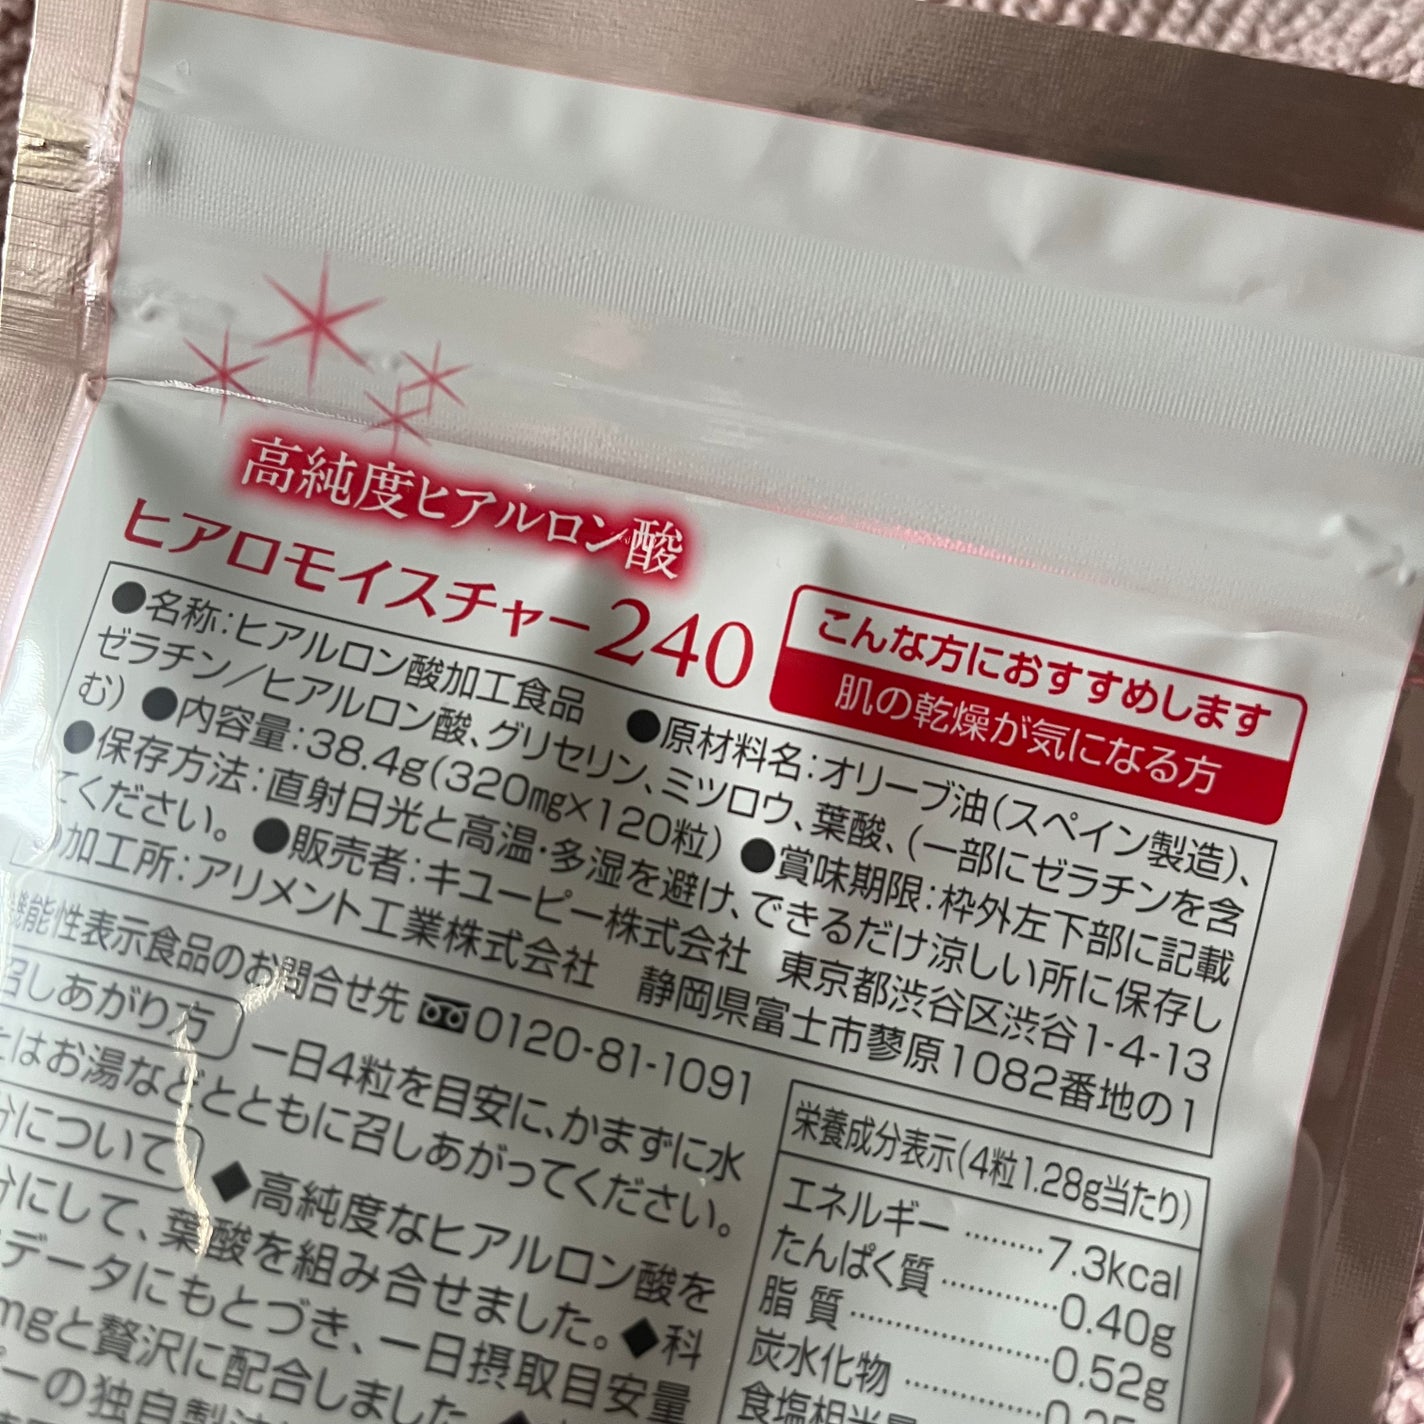 高純度ヒアルロン酸
ヒアロモイスチャー240
こんな方におすすめします
肌の乾燥が気になる方
●名称：ヒアルロン酸加工食品　●原材料名：オリーブ油（スペイン製造）、
ゼラチン／ヒアルロン酸、グリセリン、ミツロウ、葉酸、（一部にゼラチンを含
む）●内容量：38.4g（320㎎×120粒）●賞味期限：枠外左下部に記載
●保存方法：直射日光と高温・多湿を避け、できるだけ涼しい所に保存し
てください。●販売者：キユーピー株式会社　東京都渋谷区渋谷1-4-13
加工所：アリメント工業株式会社　静岡県富士市蓼原1082番地の1
機能性表示食品のお問合せ先 0120-81-1091
召しあがり方 一日4粒を目安に、かまずに水
はお湯などとともに召しあがってください。
分について ◆高純度なヒアルロン酸を
分にして、葉酸を組み合せました。◆科
データにもとづき、一日摂取目安量
mgと贅沢に配合しました
ーの独自製法
栄養成分表示（4粒1.28g当たり）
エネルギー………7.3kcal
たんぱく質…………0.40g
脂 質………………0.52g
炭水化物 …………
食塩相当量